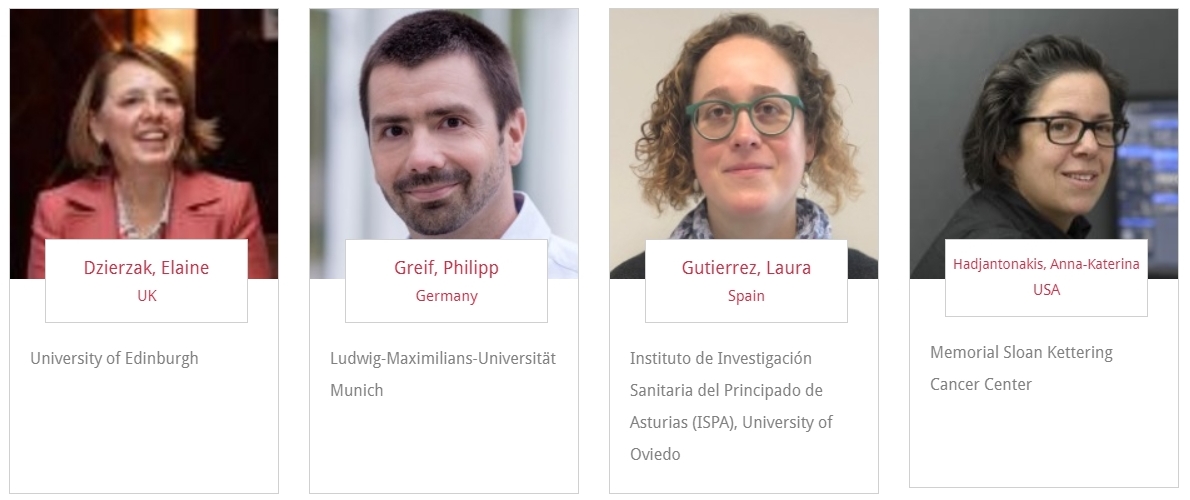 Dzierzak, Elaine
UK
University of Edinburgh
Greif, Philipp
Germany
Ludwig-Maximilians-Universität
Munich
Gutierrez, Laura
Spain
Instituto de Investigación
Sanitaria del Principado de
Asturias (ISPA), University of
Oviedo
Hadjantonakis, Anna-Katerina
USA
Memorial Sloan Kettering
Cancer Center